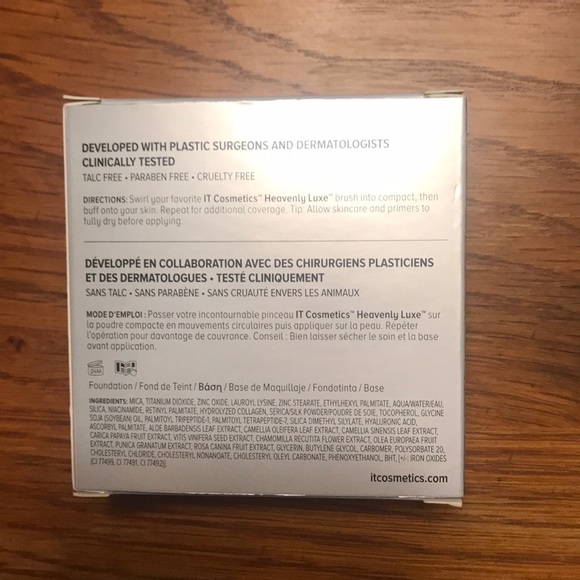 DEVELOPED WITH PLASTIC SURGEONS AND DERMATOLOGISTS
CLINICALLY TESTED
TALC FREE • PARABEN FREE • CRUELTY FREE
DIRECTIONS: Swirl your favorite IT Cosmetics™ Heavenly Luxe™ brush into compact, then
buff onto your skin. Repeat for additional coverage. Tip: Allow skincare and primers to
fully dry before applying.
DÉVELOPPÉ EN COLLABORATION AVEC DES CHIRURGIENS PLASTICIENS
ET DES DERMATOLOGUES • TESTÉ CLINIQUEMENT
SANS TALC • SANS PARABÈNE • SANS CRUAUTÉ ENVERS LES ANIMAUX
MODE D'EMPLOI : Passer votre incontournable pinceau IT Cosmetics™ Heavenly Luxe™ sur
la poudre compacte en mouvements circulaires puis appliquer sur la peau. Répéter
l'opération pour davantage de couvrance. Conseil : Bien laisser sécher le soin et la base
avant application.
24M
Foundation / Fond de Teint / Βάση / Base de Maquillaje / Fondotinta / Base
INGREDIENTS: MICA, TITANIUM DIOXIDE, ZINC OXIDE, LAUROYL LYSINE, ZINC STEARATE, ETHYLHEXYL PALMITATE, AQUA/WATER/EAU,
SILICA, NIACINAMIDE, RETINYL PALMITATE, HYDROLYZED COLLAGEN, SERICA/SILK POWDER/POUDRE DE SOIE, TOCOPHEROL, GLYCINE
SOJA (SOYBEAN) OIL, PALMITOYL TRIPEPTIDE-1, PALMITOYL TETRAPEPTIDE-7, SILICA DIMETHYL SILYLATE, HYALURONIC ACID,
ASCORBYL PALMITATE, ALOE BARBADENSIS LEAF EXTRACT, CAMELLIA OLEIFERA LEAF EXTRACT, CAMELLIA SINENSIS LEAF EXTRACT,
CARICA PAPAYA FRUIT EXTRACT, VITIS VINIFERA SEED EXTRACT, CHAMOMILLA RECUTITA FLOWER EXTRACT, OLEA EUROPAEA FRUIT
EXTRACT, PUNICA GRANATUM EXTRACT, ROSA CANINA FRUIT EXTRACT, GLYCERIN, BUTYLENE GLYCOL, CARBOMER, POLYSORBATE 20,
CHOLESTERYL CHLORIDE, CHOLESTERYL NONANOATE, CHOLESTERYL OLEYL CARBONATE, PHENOXYETHANOL, BHT, [+/-: IRON OXIDES
(CI 77499, CI 77491, CI 77492)].
itcosmetics.com